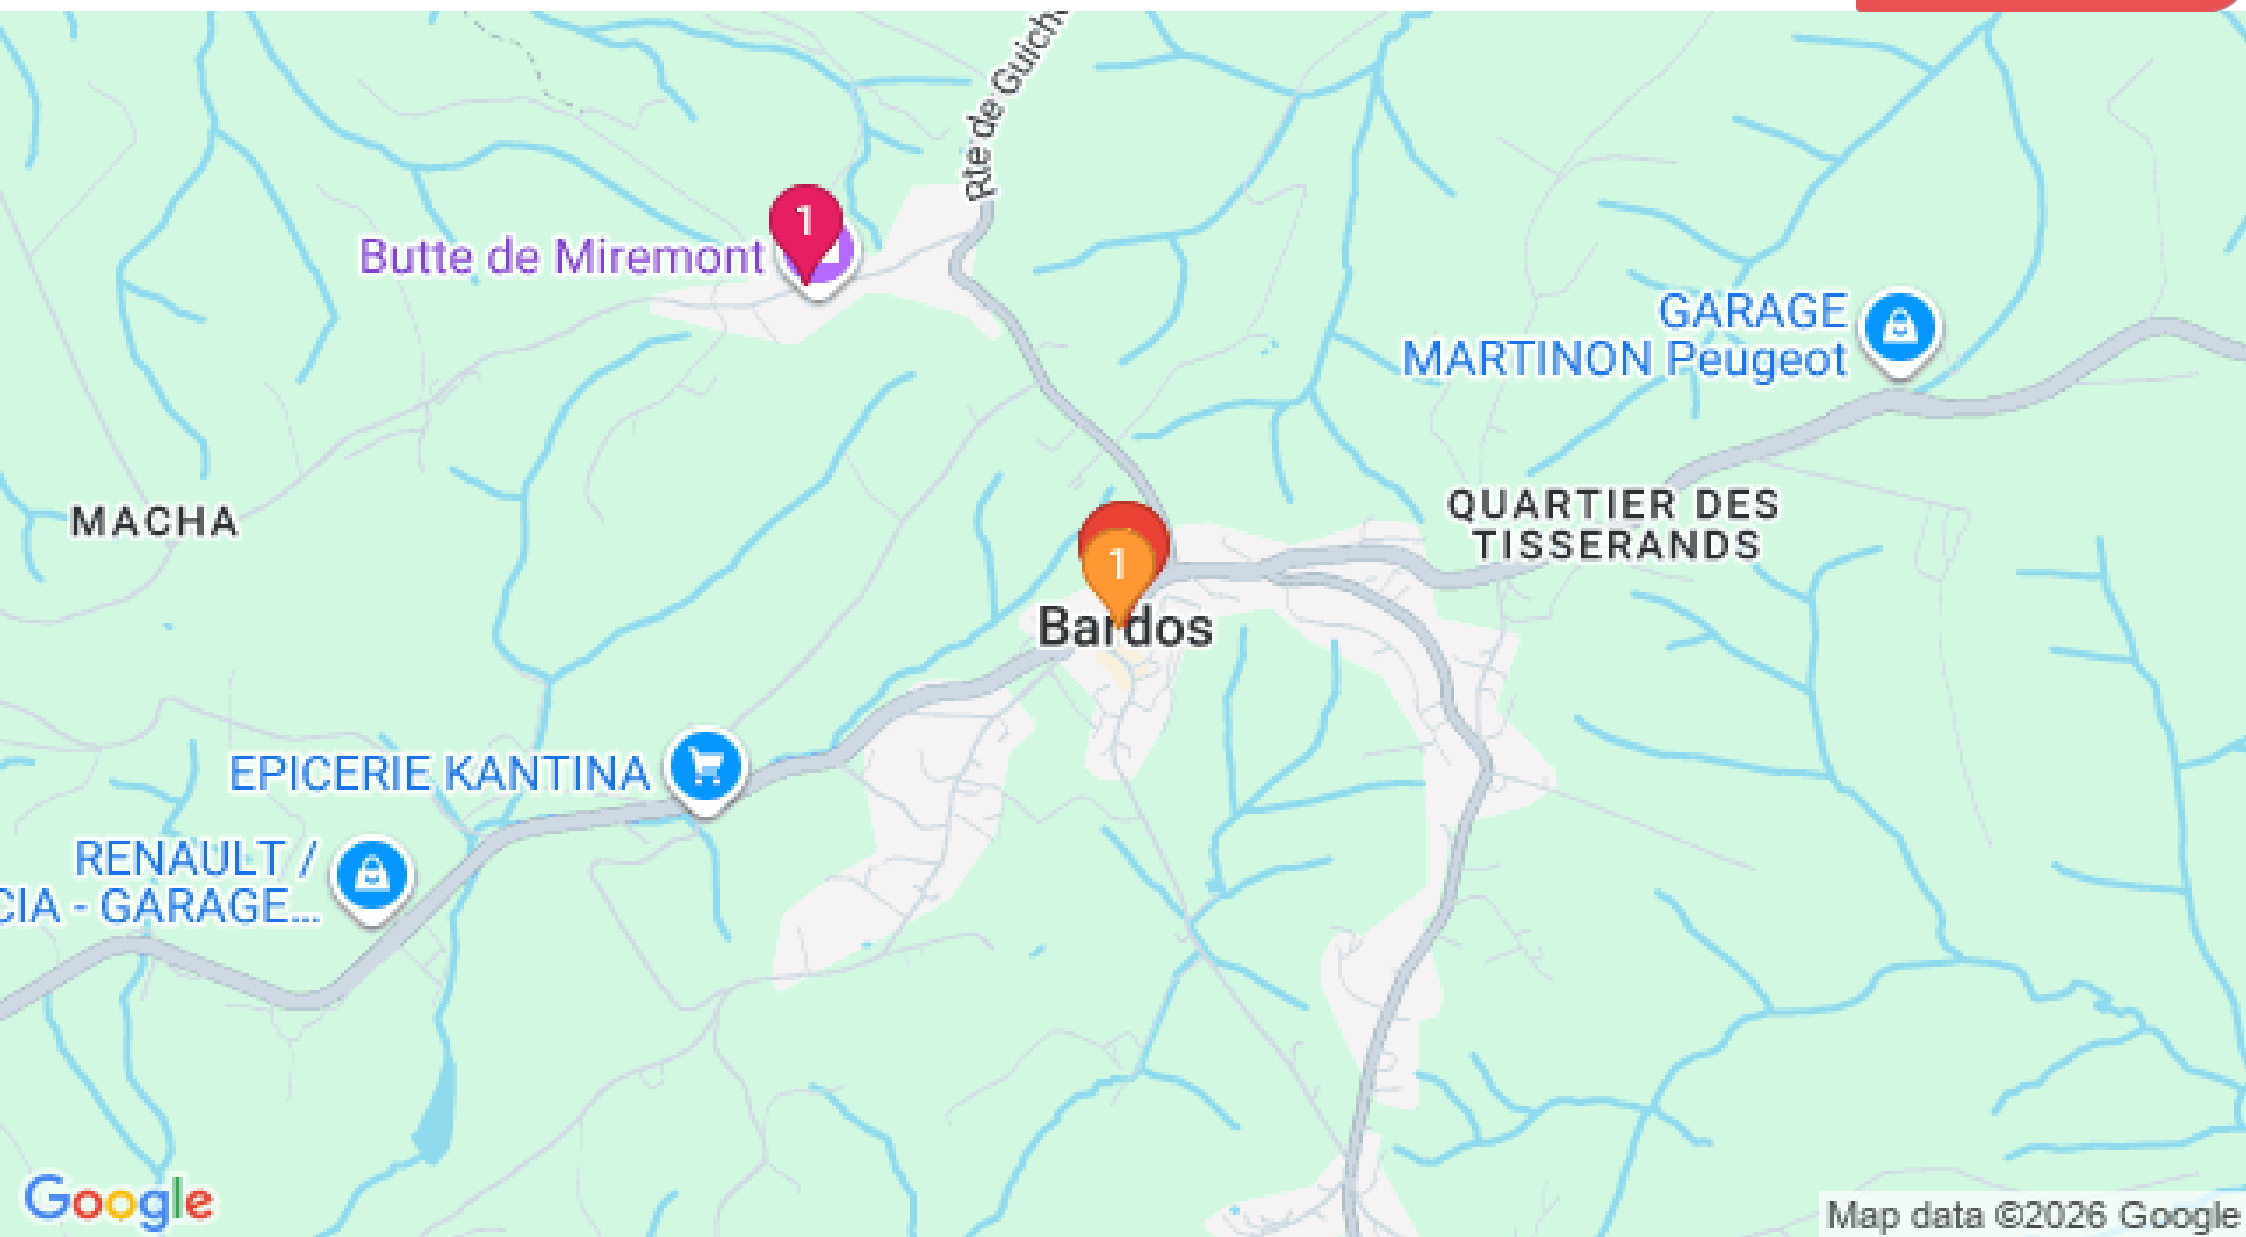 Rte de Guich
1
Butte de Miremont
GARAGE
MARTINON Peugeot
MACHA
QUARTIER DES
TISSERANDS
1
Bardos
EPICERIE KANTINA
RENAULT /
CIA - GARAGE...
Google
Map data ©2026 Google